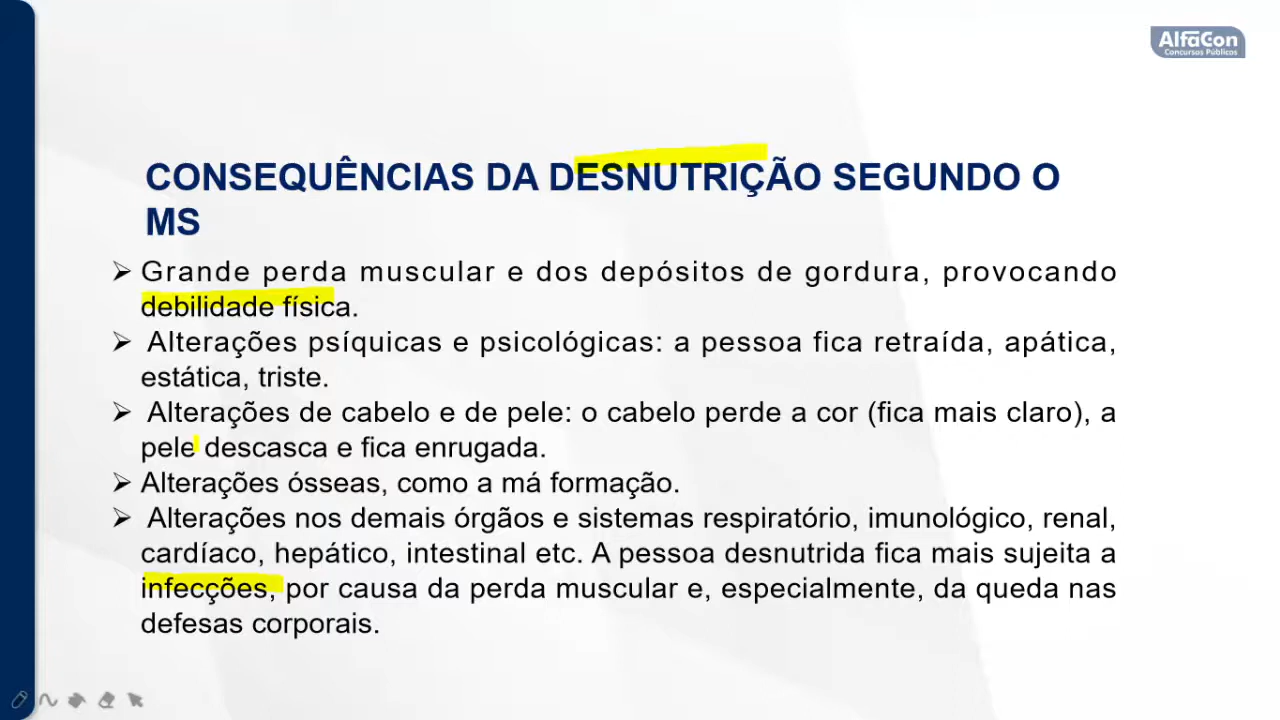 AlfaCon
Concursos Públicos
CONSEQUÊNCIAS DA DESNUTRIÇÃO SEGUNDO O
MS
➢ Grande perda muscular e dos depósitos de gordura, provocando
debilidade física.
➢ Alterações psíquicas e psicológicas: a pessoa fica retraída, apática,
estática, triste.
➢ Alterações de cabelo e de pele: o cabelo perde a cor (fica mais claro), a
pele descasca e fica enrugada.
➢ Alterações ósseas, como a má formação.
➢ Alterações nos demais órgãos e sistemas respiratório, imunológico, renal,
cardíaco, hepático, intestinal etc. A pessoa desnutrida fica mais sujeita a
infecções, por causa da perda muscular e, especialmente, da queda nas
defesas corporais.